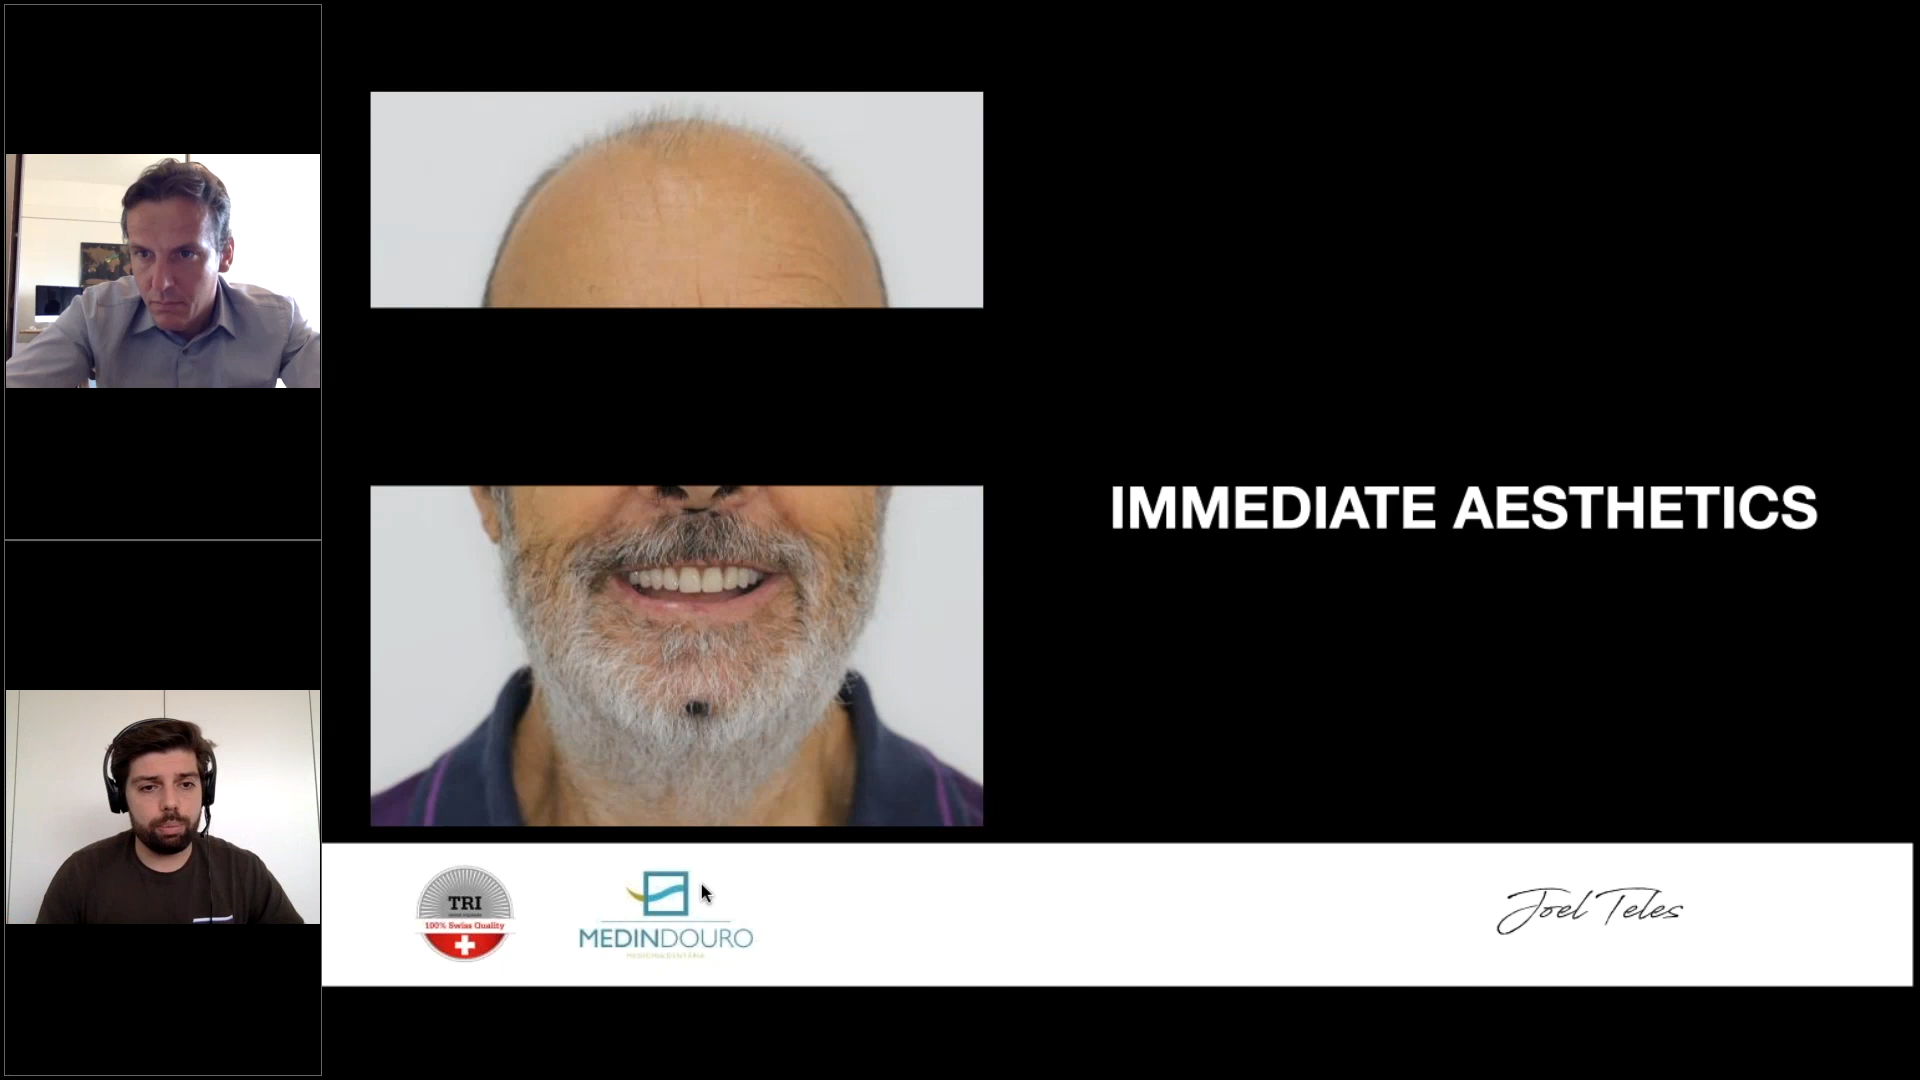 IMMEDIATE AESTHETICS
TRI
100% Swiss Quality
MEDINDOURO
Joel Teles